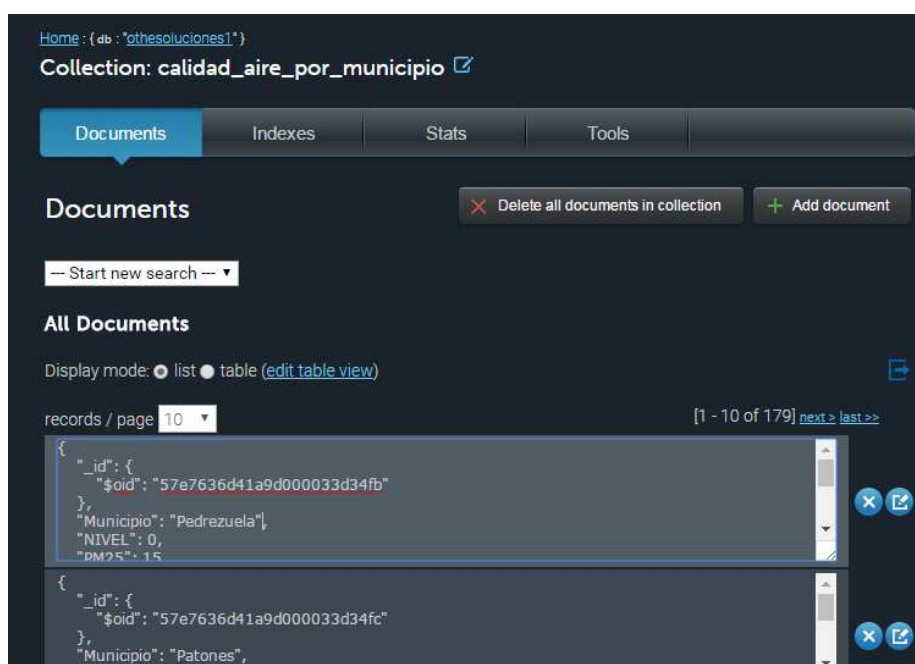 Home : { db : "othesoluciones1" }
Collection: calidad_aire_por_municipio
Documents Indexes Stats Tools
Documents
Delete all documents in collection
Add document
--- Start new search ---
All Documents
Display mode: list table (edit table view)
records / page 10
[1 - 10 of 179] next > last >>
{
"_id": {
"$oid": "57e7636d41a9d000033d34fb"
},
"Municipio": "Pedrezuela",
"NIVEL": 0,
"PM25": 15
{
"_id": {
"$oid": "57e7636d41a9d000033d34fc"
},
"Municipio": "Patones",